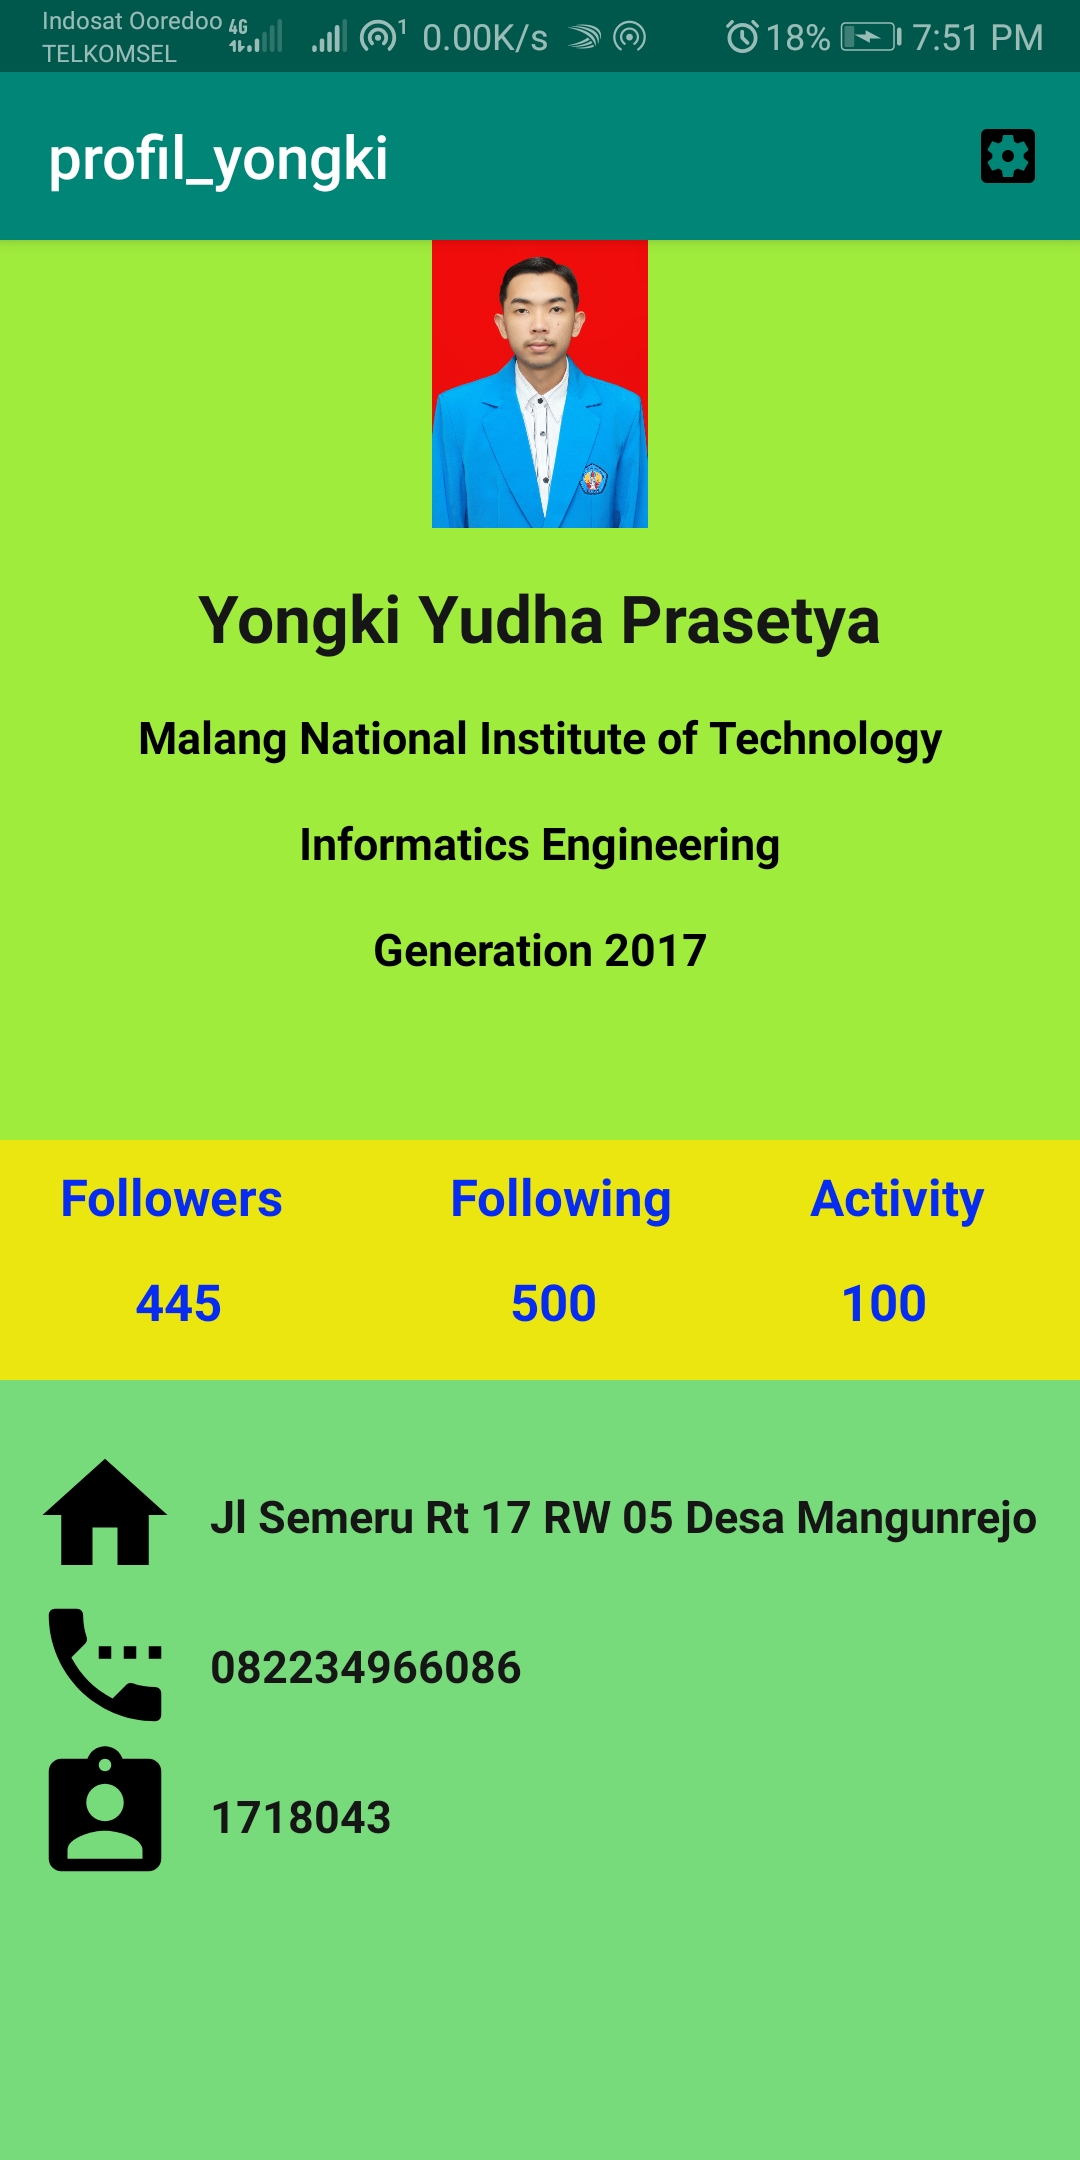 Indosat Ooredoo 4G 1 0.00K/s 18% 7:51 PM
TELKOMSEL
profil_yongki
Yongki Yudha Prasetya
Malang National Institute of Technology
Informatics Engineering
Generation 2017
Followers Following Activity
445 500 100
Jl Semeru Rt 17 RW 05 Desa Mangunrejo
082234966086
1718043